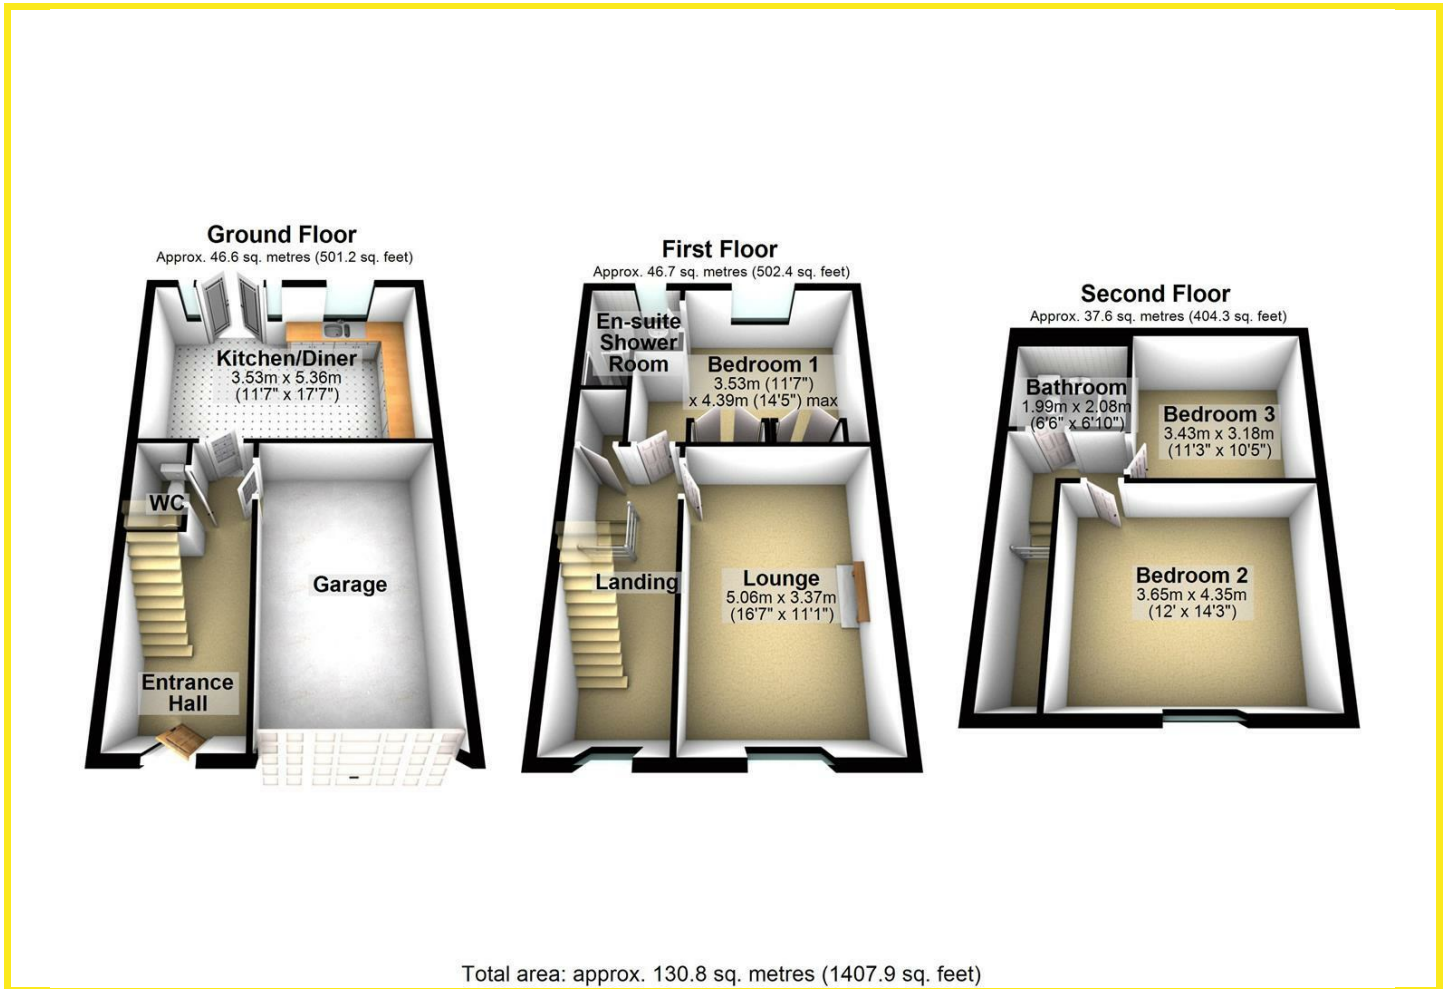 Ground Floor
Approx. 46.6 sq. metres (501.2 sq. feet)
Kitchen/Diner
3.53m x 5.36m
(11'7" x 17'7")
WC
Garage
Entrance
Hall
First Floor
Approx. 46.7 sq. metres (502.4 sq. feet)
En-suite
Shower
Room
Bedroom 1
3.53m (11'7")
x 4.39m (14'5") max
Landing
Lounge
5.06m x 3.37m
(16'7" x 11'1")
Second Floor
Approx. 37.6 sq. metres (404.3 sq. feet)
Bathroom
1.99m x 2.08m
(6'6" x 6'10")
Bedroom 3
3.43m x 3.18m
(11'3" x 10'5")
Bedroom 2
3.65m x 4.35m
(12' x 14'3")
Total area: approx. 130.8 sq. metres (1407.9 sq. feet)